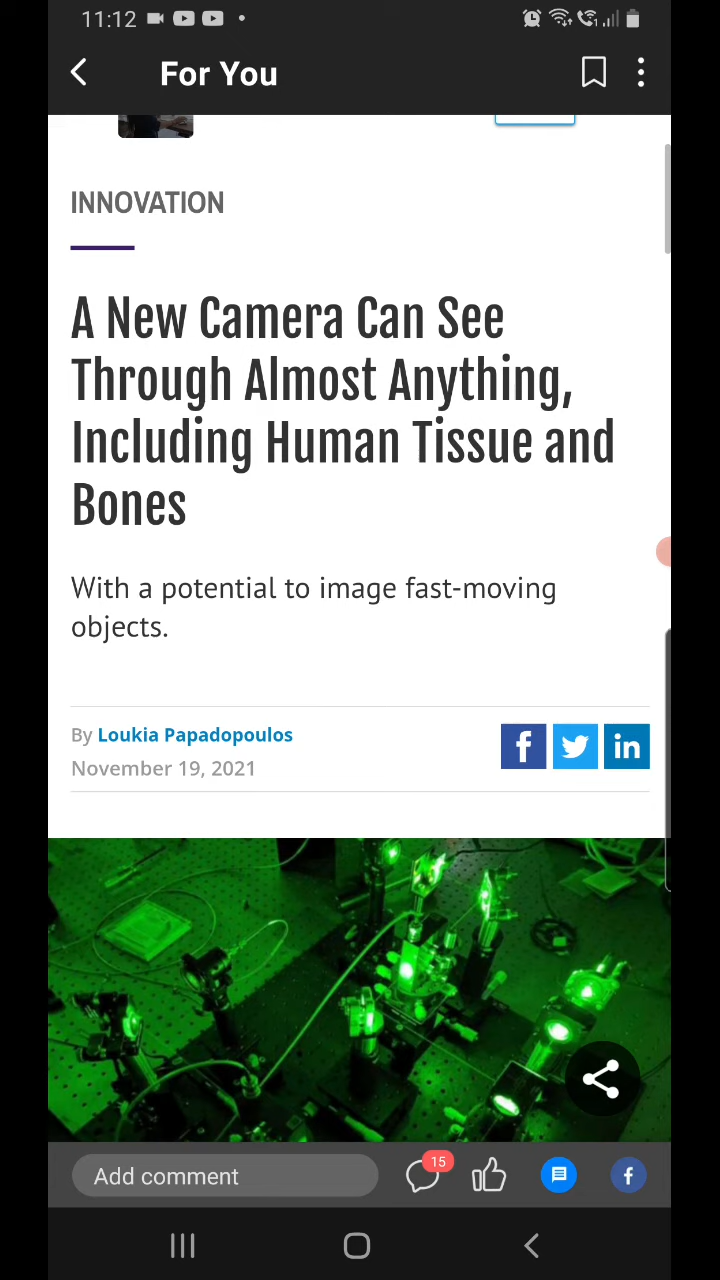 11:12
For You
INNOVATION
A New Camera Can See
Through Almost Anything,
Including Human Tissue and
Bones
With a potential to image fast-moving
objects.
By Loukia Papadopoulos
November 19, 2021
f in
Add comment
15
f